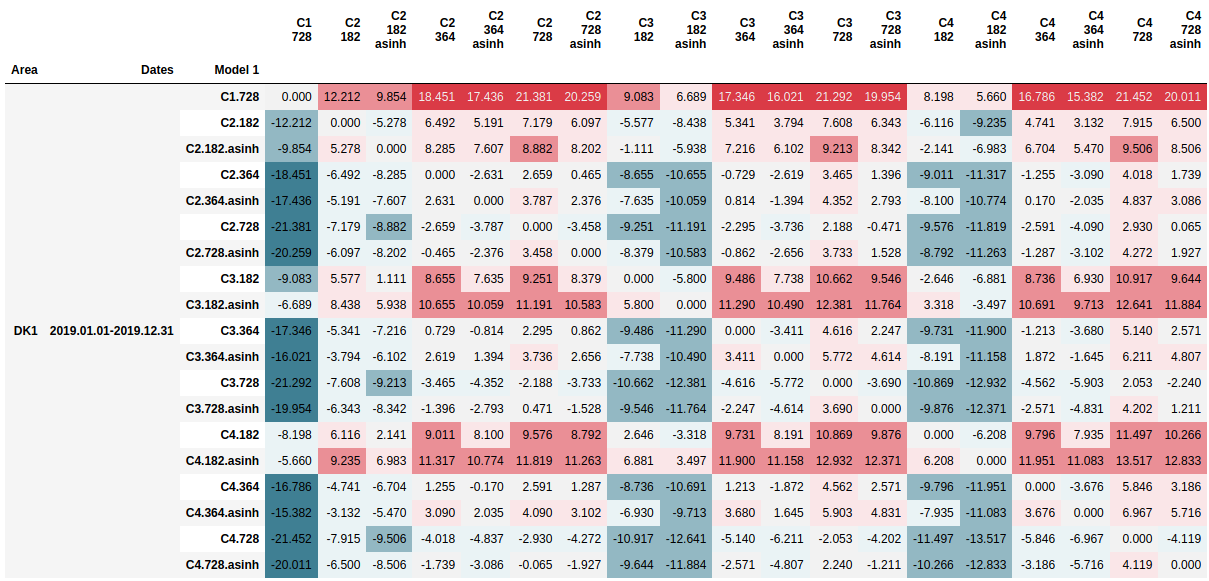 C1
728
C2
182
C2
182
asinh
C2
364
C2
364
asinh
C2
728
C2
728
asinh
C3
182
C3
182
asinh
C3
364
C3
364
asinh
C3
728
C3
728
asinh
C4
182
C4
182
asinh
C4
364
C4
364
asinh
C4
728
C4
728
asinh
Area Dates Model 1
C1.728 0.000 12.212 9.854 18.451 17.436 21.381 20.259 9.083 6.689 17.346 16.021 21.292 19.954 8.198 5.660 16.786 15.382 21.452 20.011
C2.182 -12.212 0.000 -5.278 6.492 5.191 7.179 6.097 -5.577 -8.438 5.341 3.794 7.608 6.343 -6.116 -9.235 4.741 3.132 7.915 6.500
C2.182.asinh -9.854 5.278 0.000 8.285 7.607 8.882 8.202 -1.111 -5.938 7.216 6.102 9.213 8.342 -2.141 -6.983 6.704 5.470 9.506 8.506
C2.364 -18.451 -6.492 -8.285 0.000 -2.631 2.659 0.465 -8.655 -10.655 -0.729 -2.619 3.465 1.396 -9.011 -11.317 -1.255 -3.090 4.018 1.739
C2.364.asinh -17.436 -5.191 -7.607 2.631 0.000 3.787 2.376 -7.635 -10.059 0.814 -1.394 4.352 2.793 -8.100 -10.774 0.170 -2.035 4.837 3.086
C2.728 -21.381 -7.179 -8.882 -2.659 -3.787 0.000 -3.458 -9.251 -11.191 -2.295 -3.736 2.188 -0.471 -9.576 -11.819 -2.591 -4.090 2.930 0.065
C2.728.asinh -20.259 -6.097 -8.202 -0.465 -2.376 3.458 0.000 -8.379 -10.583 -0.862 -2.656 3.733 1.528 -8.792 -11.263 -1.287 -3.102 4.272 1.927
C3.182 -9.083 5.577 1.111 8.655 7.635 9.251 8.379 0.000 -5.800 9.486 7.738 10.662 9.546 -2.646 -6.881 8.736 6.930 10.917 9.644
C3.182.asinh -6.689 8.438 5.938 10.655 10.059 11.191 10.583 5.800 0.000 11.290 10.490 12.381 11.764 3.318 -3.497 10.691 9.713 12.641 11.884
DK1 2019.01.01-2019.12.31 C3.364 -17.346 -5.341 -7.216 0.729 -0.814 2.295 0.862 -9.486 -11.290 0.000 -3.411 4.616 2.247 -9.731 -11.900 -1.213 -3.680 5.140 2.571
C3.364.asinh -16.021 -3.794 -6.102 2.619 1.394 3.736 2.656 -7.738 -10.490 3.411 0.000 5.772 4.614 -8.191 -11.158 1.872 -1.645 6.211 4.807
C3.728 -21.292 -7.608 -9.213 -3.465 -4.352 -2.188 -3.733 -10.662 -12.381 -4.616 -5.772 0.000 -3.690 -10.869 -12.932 -4.562 -5.903 2.053 -2.240
C3.728.asinh -19.954 -6.343 -8.342 -1.396 -2.793 0.471 -1.528 -9.546 -11.764 -2.247 -4.614 3.690 0.000 -9.876 -12.371 -2.571 -4.831 4.202 1.211
C4.182 -8.198 6.116 2.141 9.011 8.100 9.576 8.792 2.646 -3.318 9.731 8.191 10.869 9.876 0.000 -6.208 9.796 7.935 11.497 10.266
C4.182.asinh -5.660 9.235 6.983 11.317 10.774 11.819 11.263 6.881 3.497 11.900 11.158 12.932 12.371 6.208 0.000 11.951 11.083 13.517 12.833
C4.364 -16.786 -4.741 -6.704 1.255 -0.170 2.591 1.287 -8.736 -10.691 1.213 -1.872 4.562 2.571 -9.796 -11.951 0.000 -3.676 5.846 3.186
C4.364.asinh -15.382 -3.132 -5.470 3.090 2.035 4.090 3.102 -6.930 -9.713 3.680 1.645 5.903 4.831 -7.935 -11.083 3.676 0.000 6.967 5.716
C4.728 -21.452 -7.915 -9.506 -4.018 -4.837 -2.930 -4.272 -10.917 -12.641 -5.140 -6.211 -2.053 -4.202 -11.497 -13.517 -5.846 -6.967 0.000 -4.119
C4.728.asinh -20.011 -6.500 -8.506 -1.739 -3.086 -0.065 -1.927 -9.644 -11.884 -2.571 -4.807 2.240 -1.211 -10.266 -12.833 -3.186 -5.716 4.119 0.000